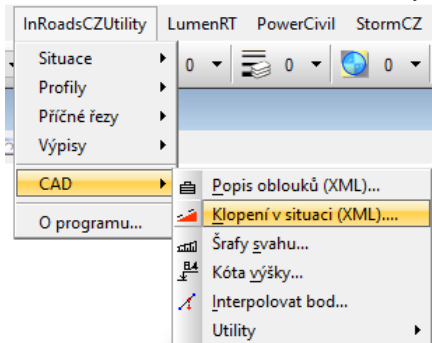 InRoadsCZUtility LumenRT PowerCivil StormCZ
Situace 0 0 0
Profily
Příčné řezy
Výpisy
CAD Popis oblouků (XML)...
Klopení v situaci (XML)....
O programu... Šrafy svahu...
Kóta výšky...
Interpolovat bod...
Utility